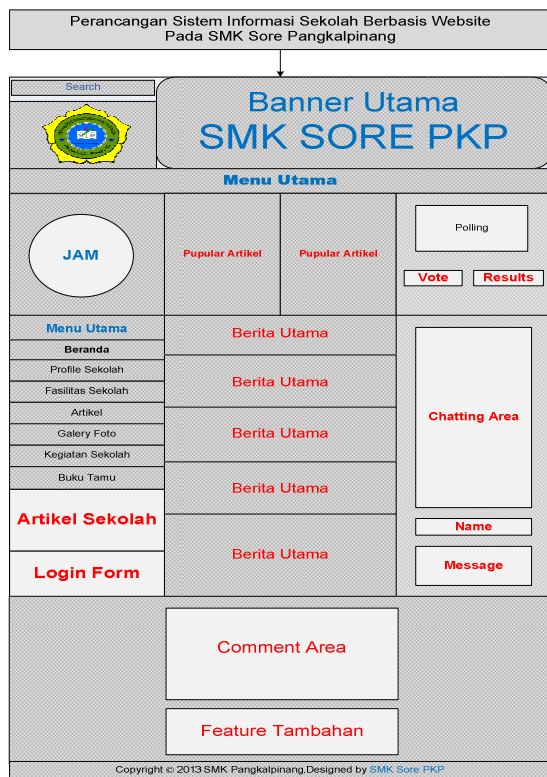 Perancangan Sistem Informasi Sekolah Berbasis Website
Pada SMK Sore Pangkalpinang
Search
Banner Utama
SMK SORE PKP
Menu Utama
JAM
Pupular Artikel
Pupular Artikel
Polling
Vote
Results
Menu Utama
Beranda
Profile Sekolah
Fasilitas Sekolah
Artikel
Galery Foto
Kegiatan Sekolah
Buku Tamu
Artikel Sekolah
Login Form
Berita Utama
Berita Utama
Berita Utama
Berita Utama
Berita Utama
Chatting Area
Name
Message
Comment Area
Feature Tambahan
Copyright © 2013 SMK Pangkalpinang.Designed by SMK Sore PKP